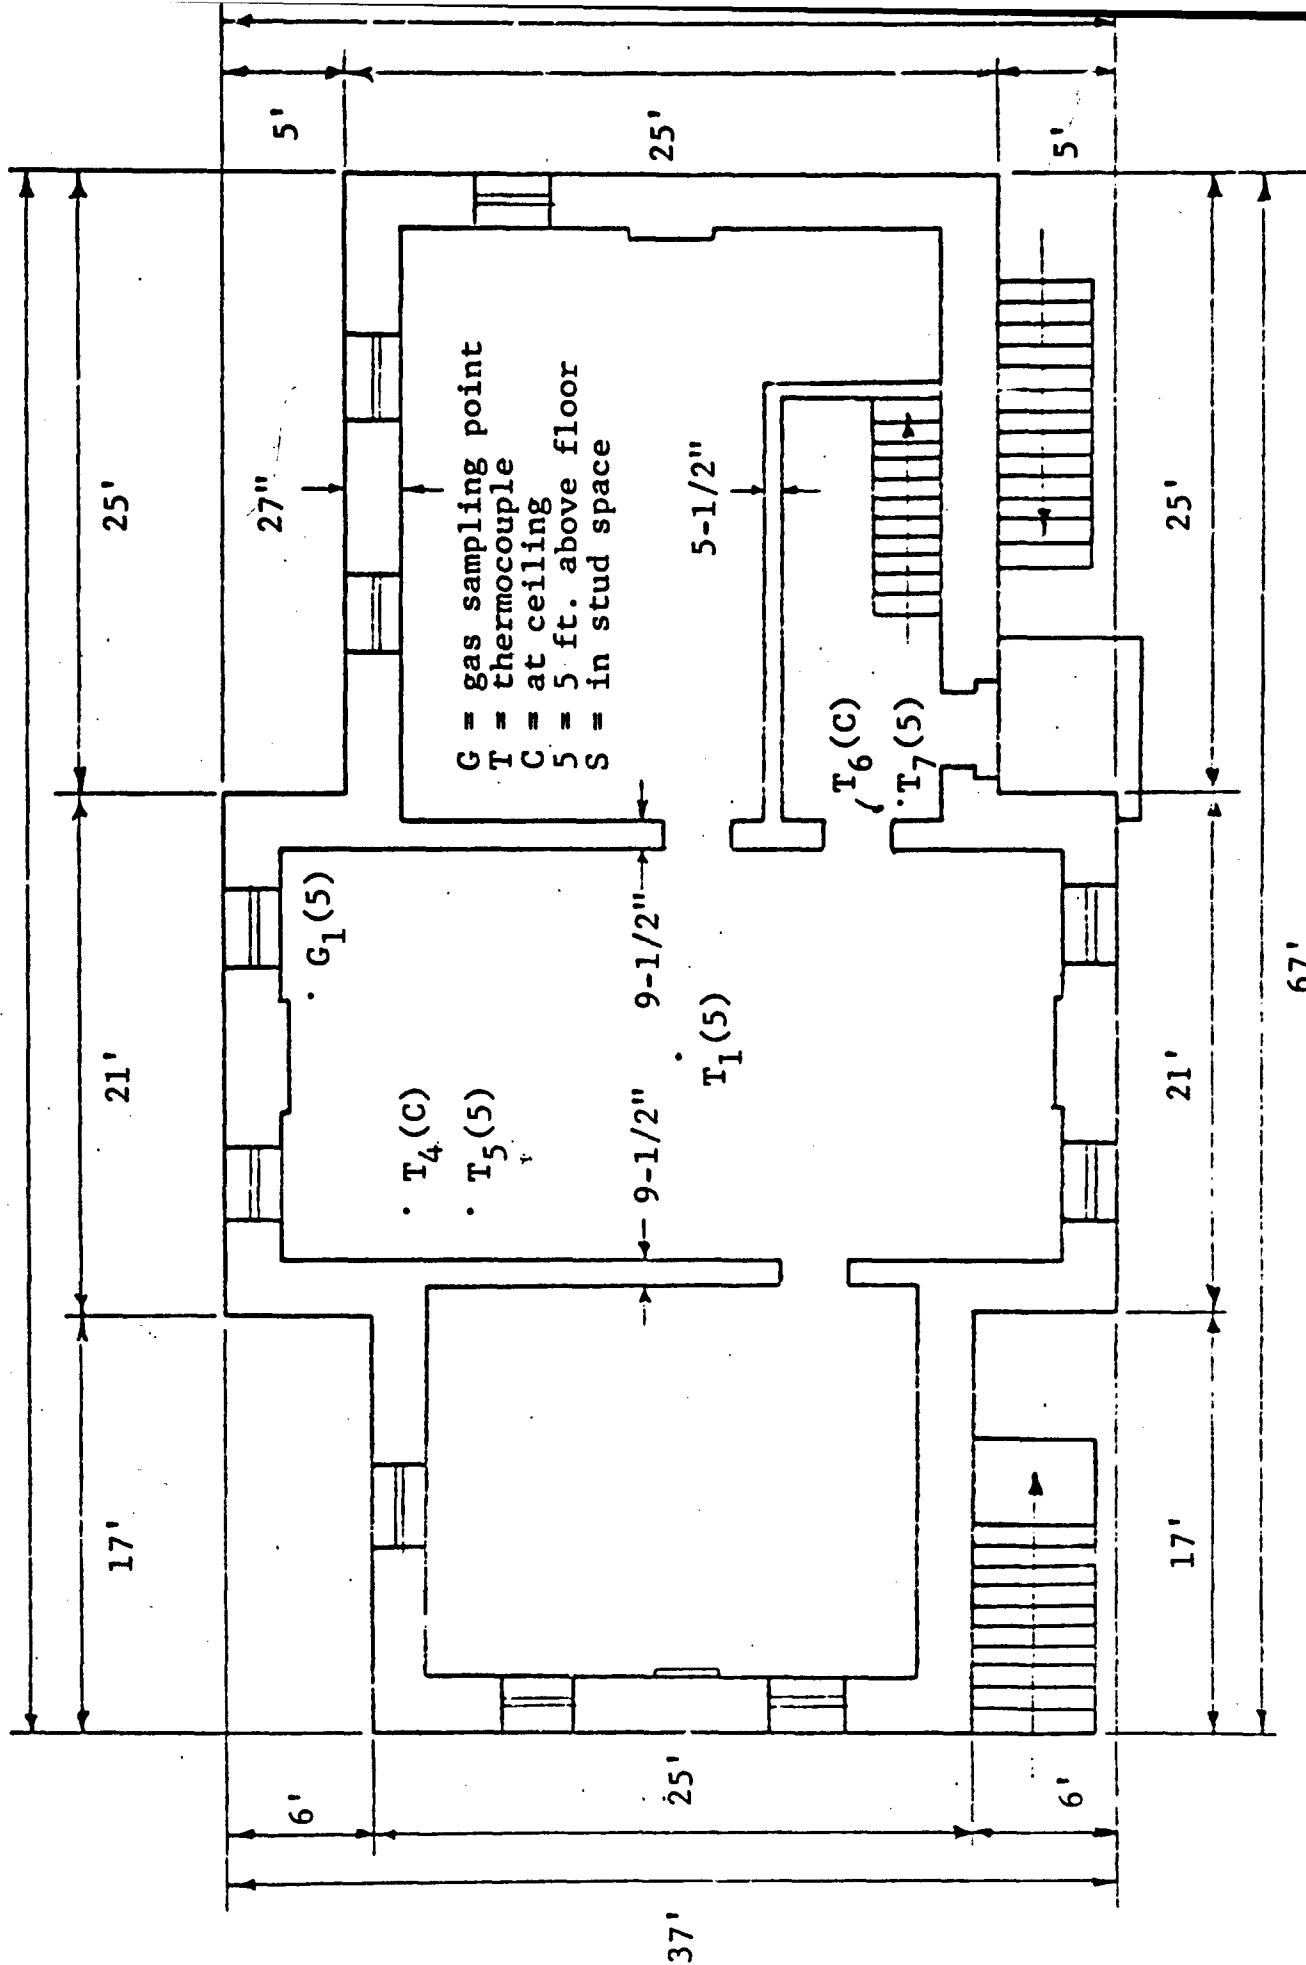 67'
25'
21'
17'
5'
25'
5'
27"
G = gas sampling point
T = thermocouple
C = at ceiling
5 = 5 ft. above floor
S = in stud space
5-1/2"
T6(C)
T7(5)
G1(5)
9-1/2"
T1(5)
T4(C)
T5(5)
9-1/2"
25'
21'
17'
6'
25'
6'
37'